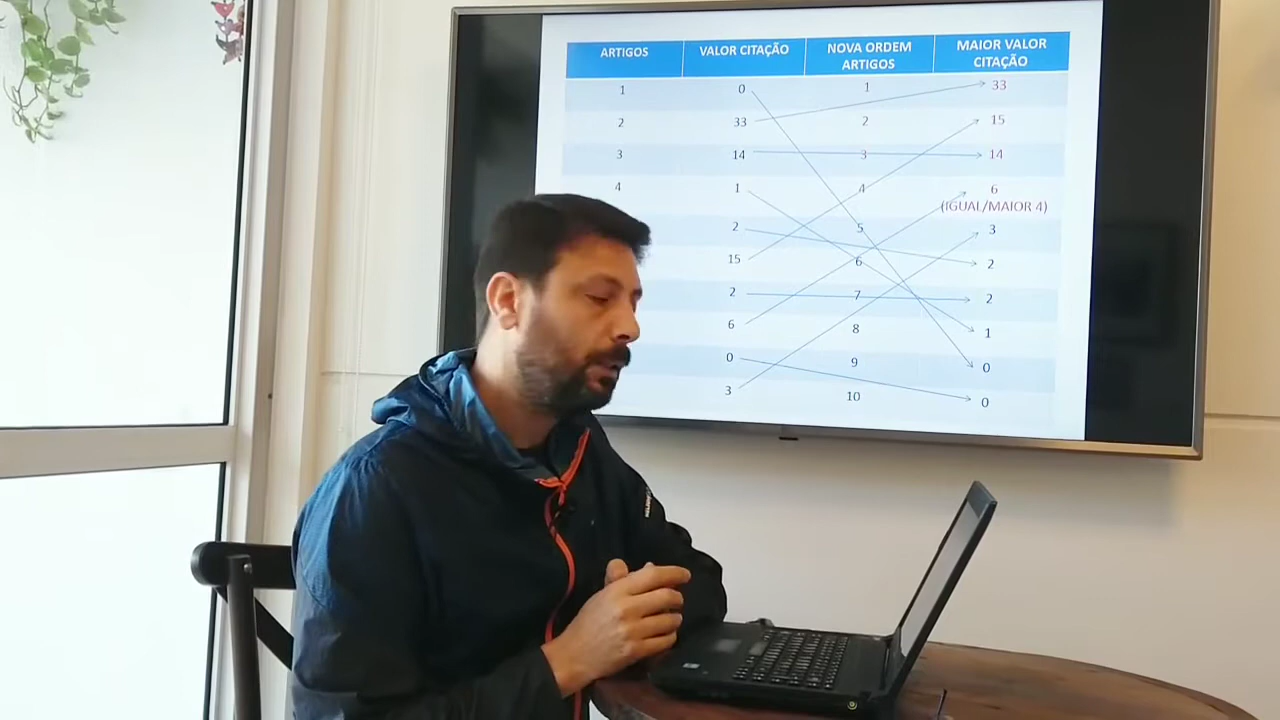 ARTIGOS VALOR CITAÇÃO NOVA ORDEM ARTIGOS MAIOR VALOR CITAÇÃO
1 0 1 33
2 33 2 15
3 14 3 14
4 1 4 6
(IGUAL/MAIOR 4)
2 5 3
15 6 2
2 7 2
6 8 1
0 9 0
3 10 0